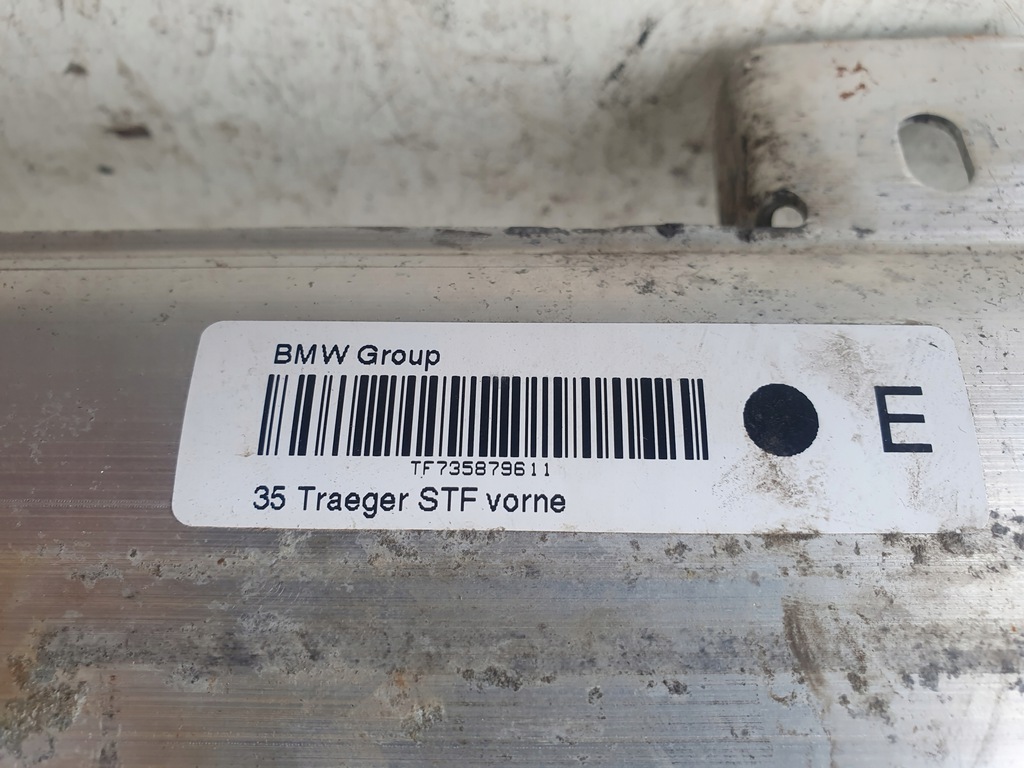 BMW Group
E
TF735879611
35 Traeger STF vorne